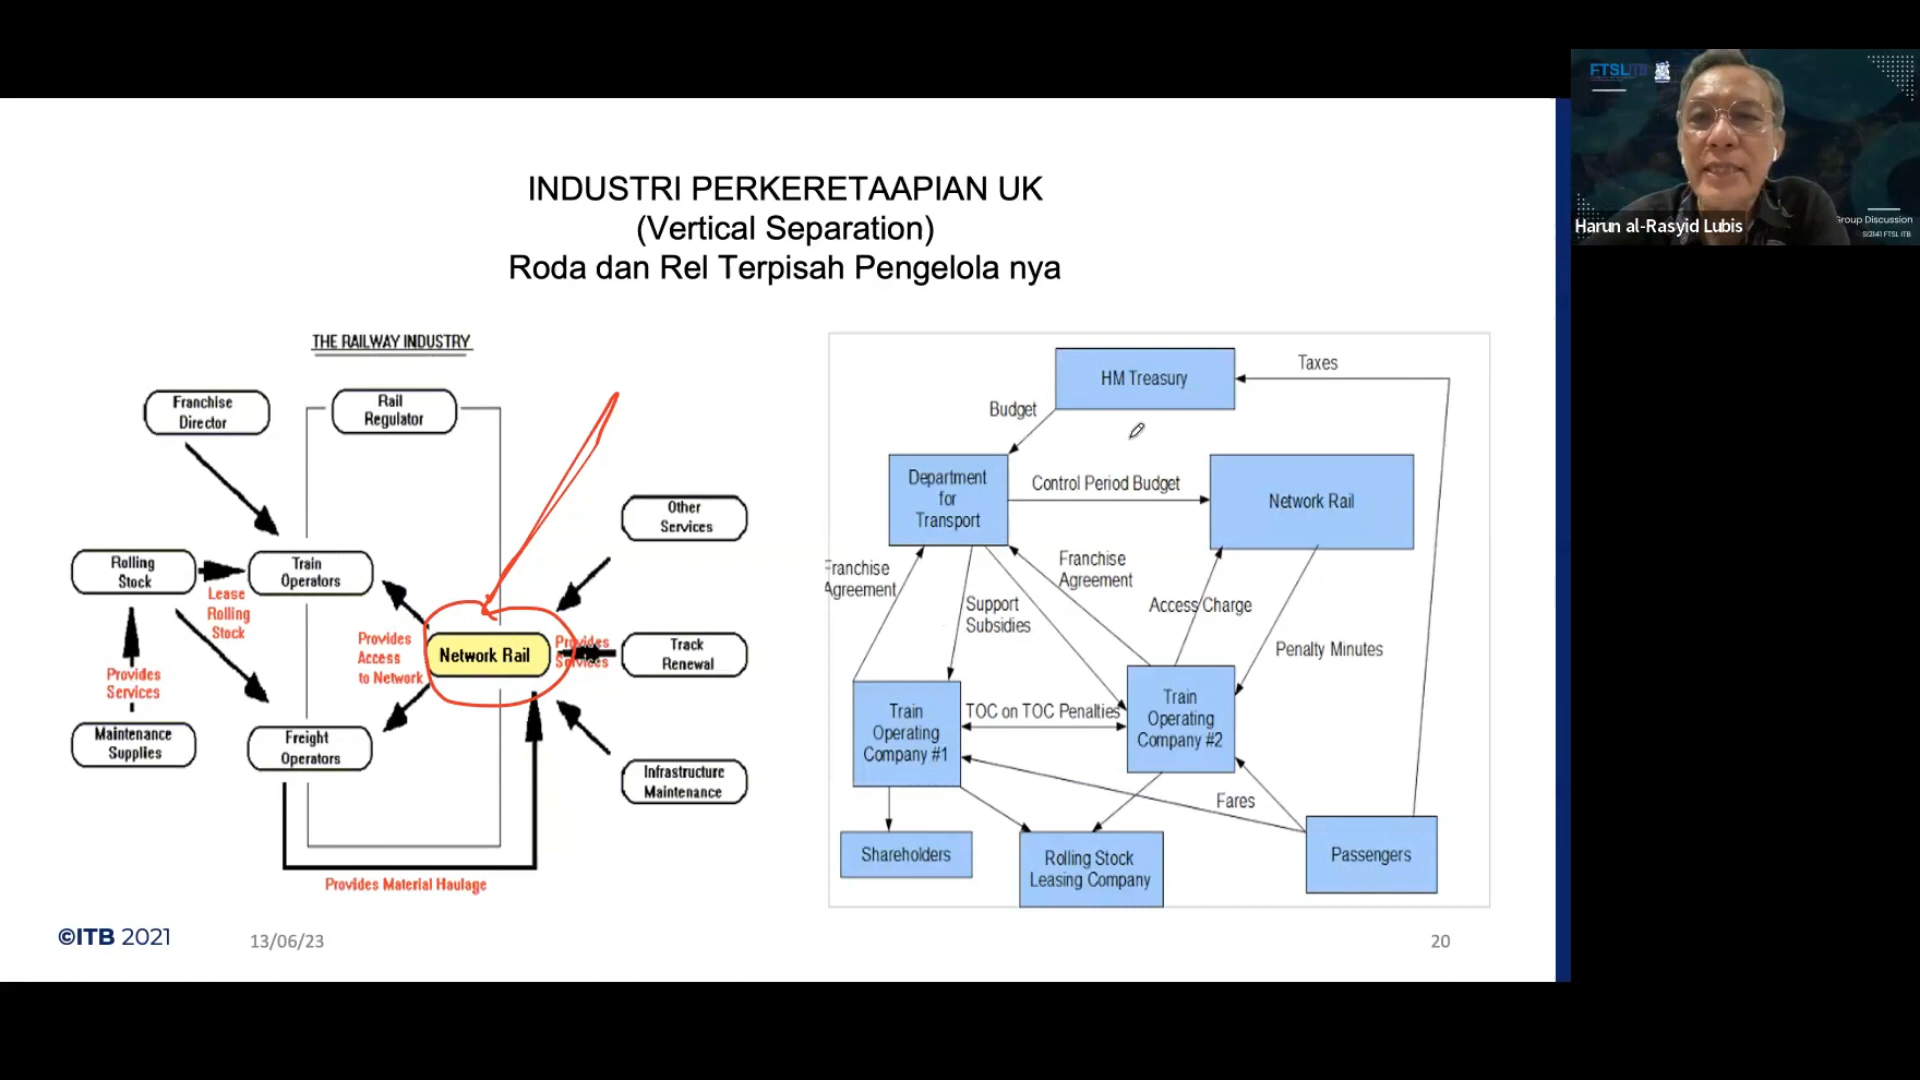 INDUSTRI PERKERETAAPIAN UK
(Vertical Separation)
Roda dan Rel Terpisah Pengelola nya
THE RAILWAY INDUSTRY
Franchise
Director
Rail
Regulator
Other
Services
Rolling
Stock
Train
Operators
Lease
Rolling
Stock
Provides
Access
to Network
Network Rail
Provides
Services
Track
Renewal
Provides
Services
Maintenance
Supplies
Freight
Operators
Infrastructure
Maintenance
Provides Material Haulage
HM Treasury
Taxes
Budget
Department
for
Transport
Control Period Budget
Network Rail
Franchise
Agreement
Franchise
Agreement
Support
Subsidies
Access Charge
Penalty Minutes
Train
Operating
Company #1
TOC on TOC Penalties
Train
Operating
Company #2
Fares
Shareholders
Rolling Stock
Leasing Company
Passengers
©ITB 2021
13/06/23
20
FTSL ITB
Harun al-Rasyid Lubis
Group Discussion
SI2141 FTSL ITB